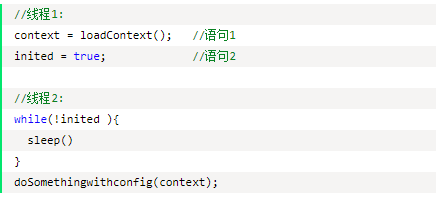 //线程1:
context = loadContext();   //语句1
inited = true;             //语句2
//线程2:
while(!inited ){
  sleep()
}
doSomethingwithconfig(context);